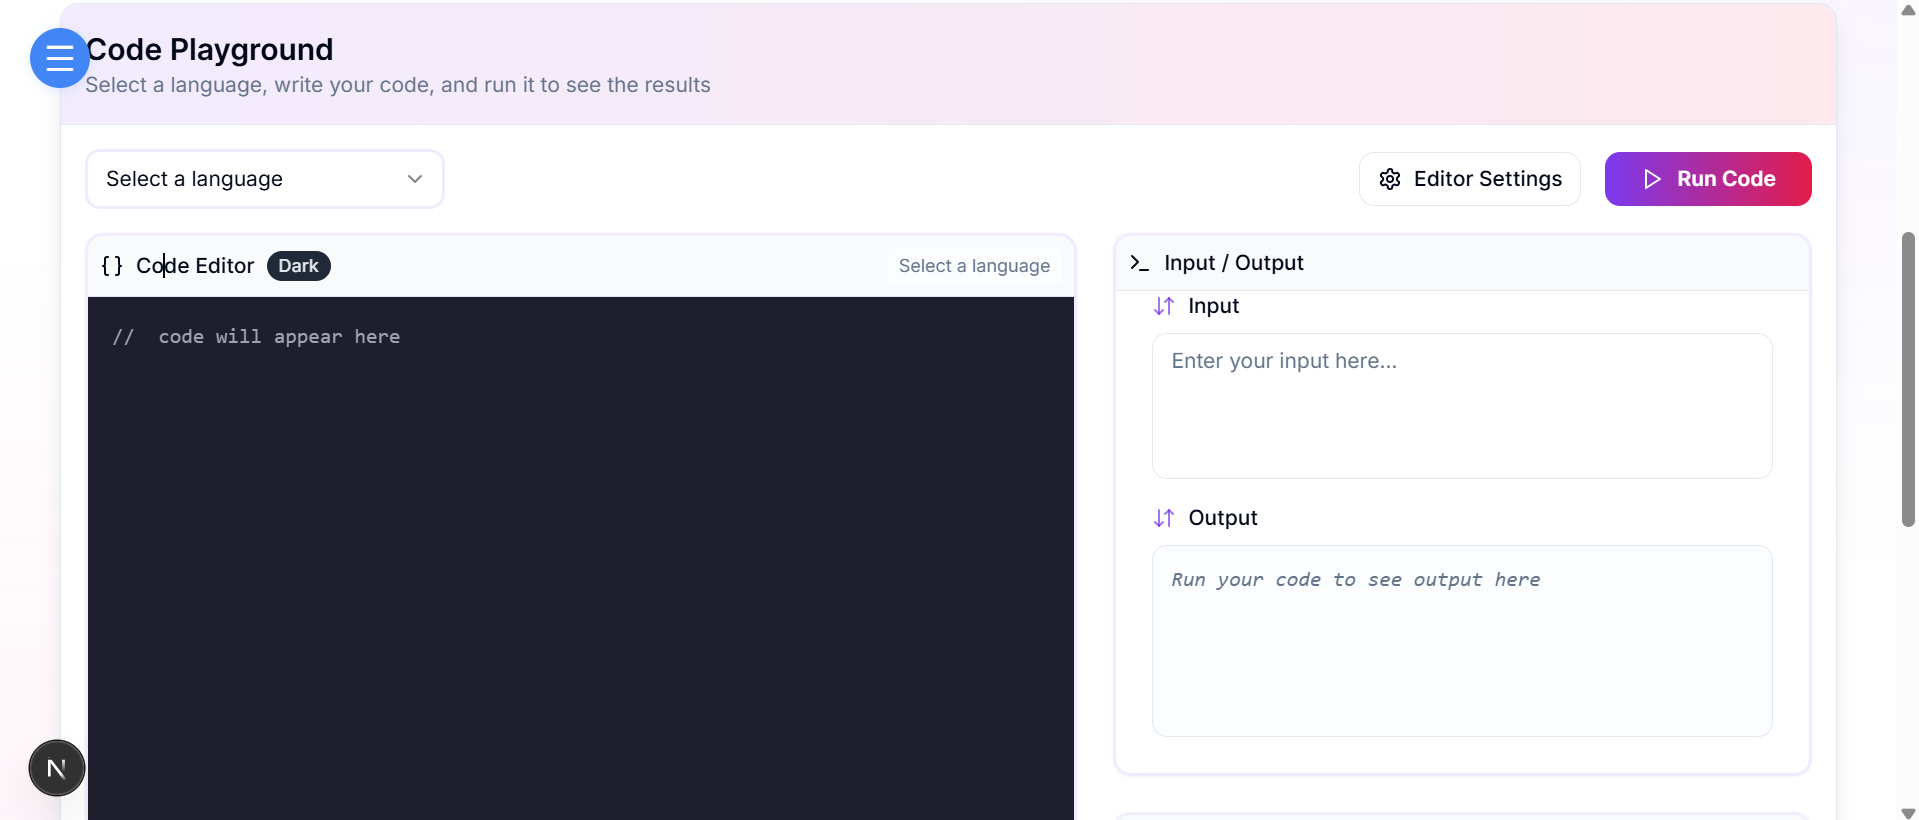 Code Playground
Select a language, write your code, and run it to see the results
Select a language
Editor Settings
Run Code
{ } Code Editor
Dark
Select a language
//  code will appear here
>_ Input / Output
Input
Enter your input here...
Output
Run your code to see output here
N